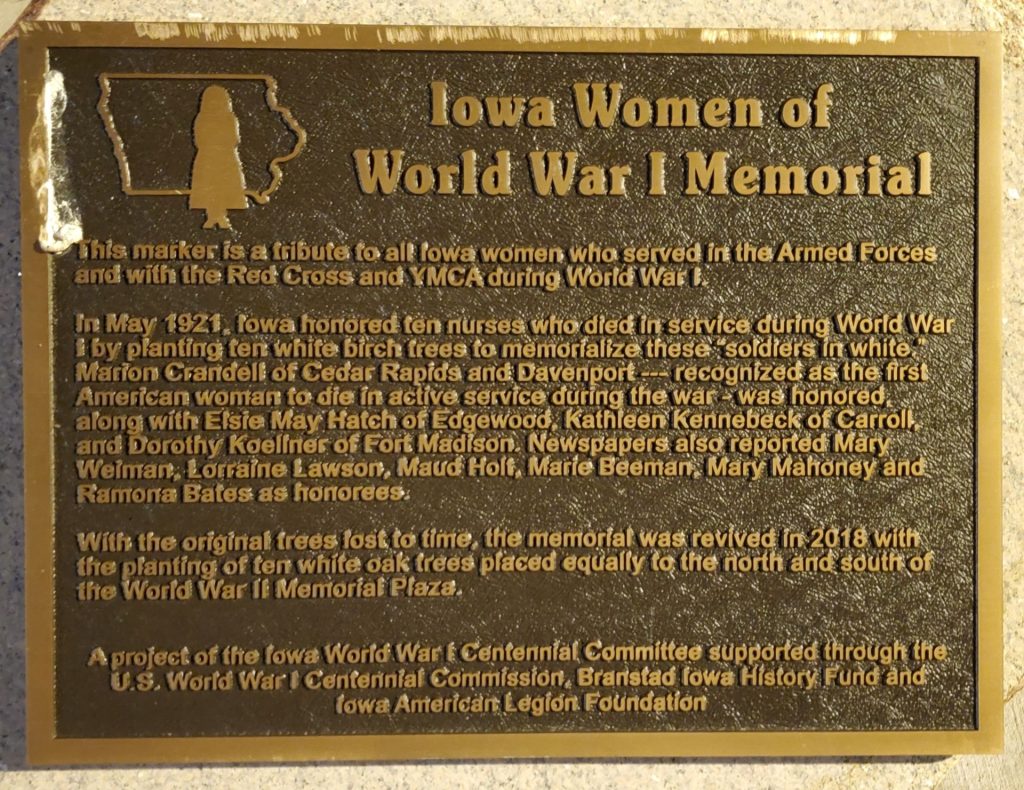 Iowa Women of
World War I Memorial
This marker is a tribute to all Iowa women who served in the Armed Forces
and with the Red Cross and YMCA during World War I.
In May 1921, Iowa honored ten nurses who died in service during World War
I by planting ten white birch trees to memorialize these "soldiers in white."
Marion Crandell of Cedar Rapids and Davenport --- recognized as the first
American woman to die in active service during the war - was honored,
along with Elsie May Hatch of Edgewood, Kathleen Kennebeck of Carroll,
and Dorothy Koellner of Fort Madison. Newspapers also reported Mary
Weiman, Lorraine Lawson, Maud Holt, Marie Beeman, Mary Mahoney and
Ramona Bates as honorees.
With the original trees lost to time, the memorial was revived in 2018 with
the planting of ten white oak trees placed equally to the north and south of
the World War II Memorial Plaza.
A project of the Iowa World War I Centennial Committee supported through the
U.S. World War I Centennial Commission, Branstad Iowa History Fund and
Iowa American Legion Foundation